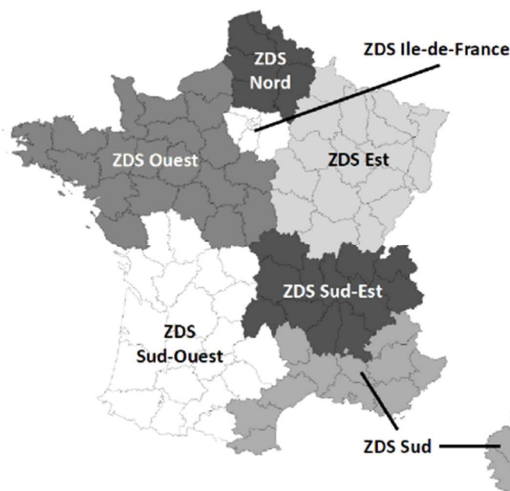 ZDS
Nord
ZDS Ile-de-France
ZDS Ouest
ZDS Est
ZDS Sud-Est
ZDS
Sud-Ouest
ZDS Sud